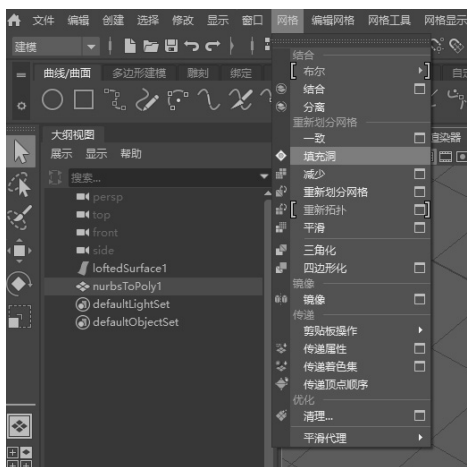 文件 编辑 创建 选择 修改 显示 窗口 网格 编辑网格 网格工具 网格显示
建模
曲线/曲面 多边形建模 雕刻 绑定
大纲视图
展示 显示 帮助
搜索...
persp
top
front
side
loftedSurface1
nurbsToPoly1
defaultLightSet
defaultObjectSet
结合
布尔
结合
分离
重新划分网格
一致
填充洞
减少
重新划分网格
重新拓扑
平滑
三角化
四边形化
镜像
镜像
传递
剪贴板操作
传递属性
传递着色集
传递顶点顺序
优化
清理...
平滑代理
渲染器